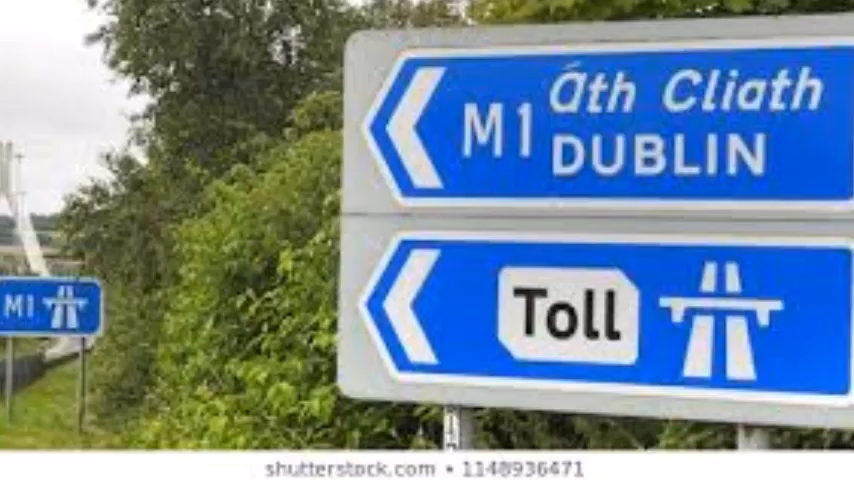 M1 Áth Cliath
DUBLIN
Toll
M1
shutterstock.com • 1148936471